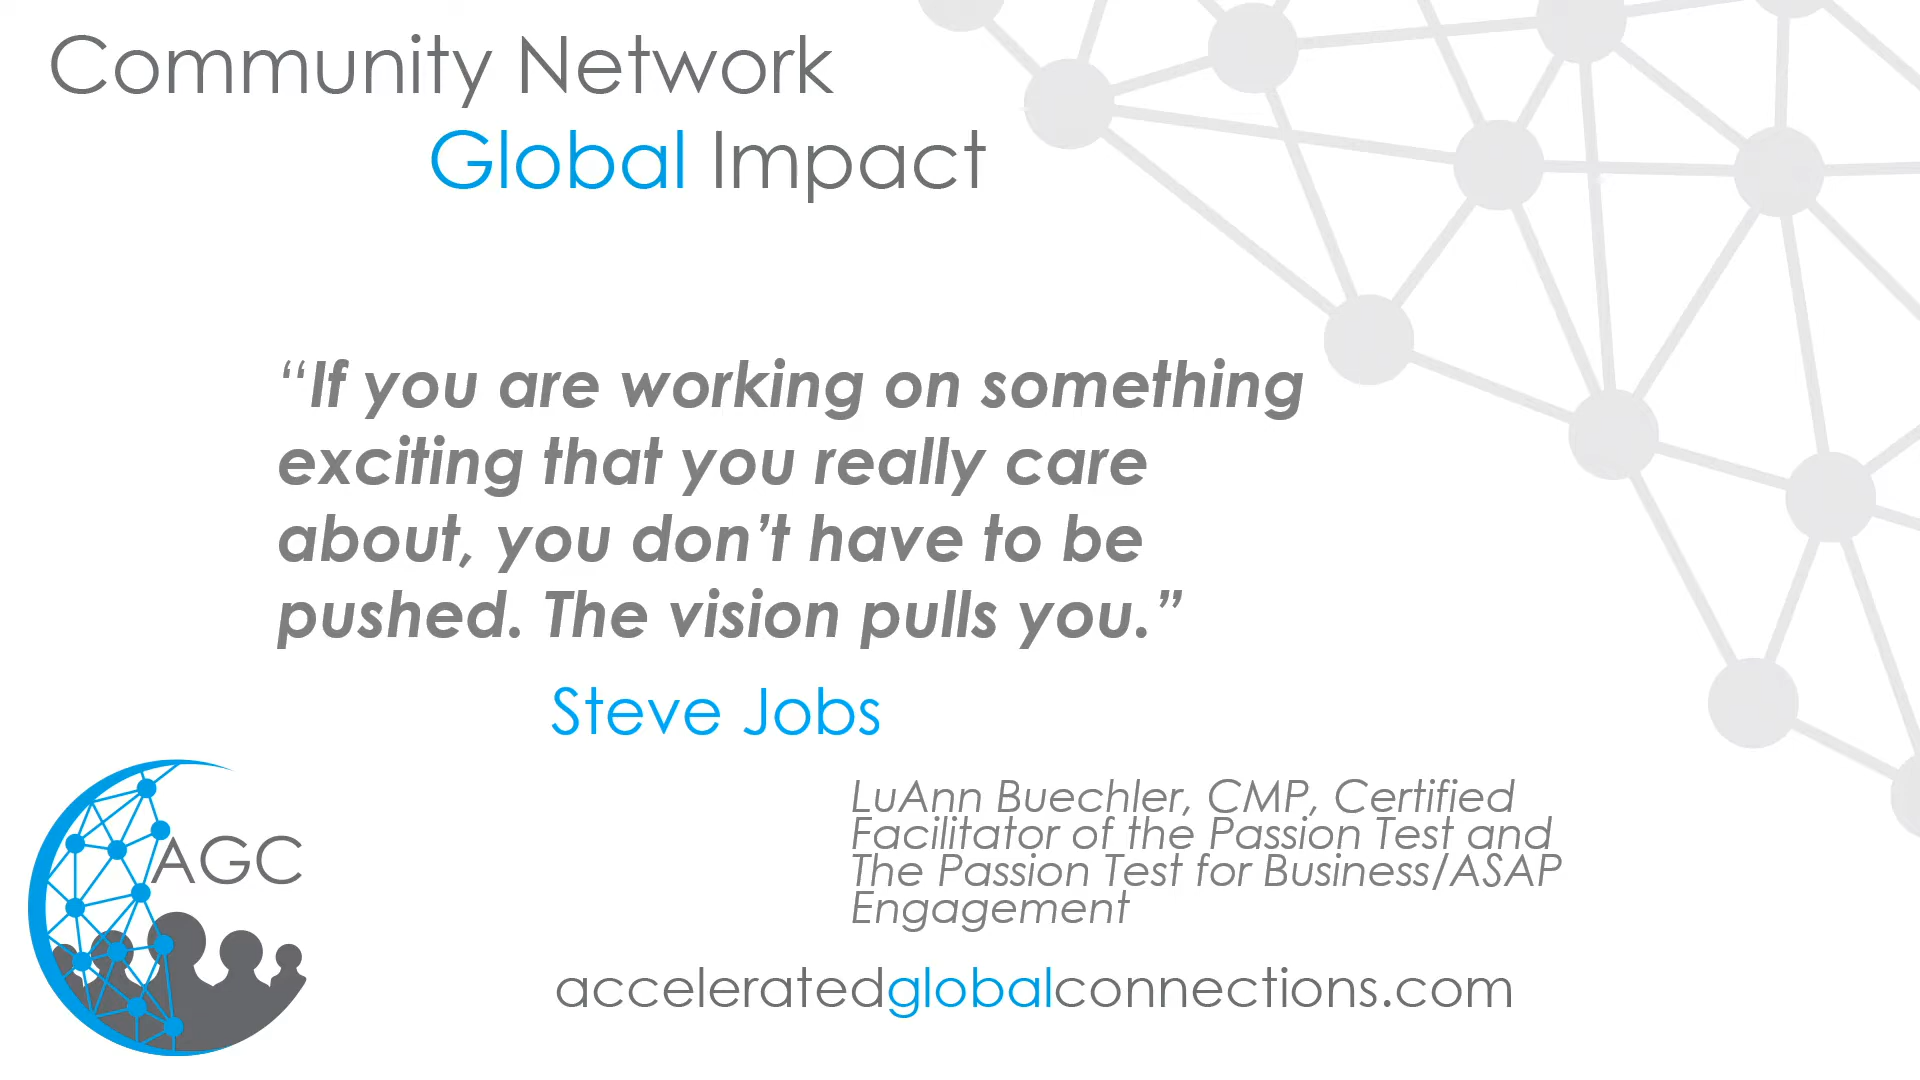 Community Network
Global Impact
“If you are working on something
exciting that you really care
about, you don’t have to be
pushed. The vision pulls you.”
Steve Jobs
LuAnn Buechler, CMP, Certified
Facilitator of the Passion Test and
The Passion Test for Business/ASAP
Engagement
AGC
acceleratedglobalconnections.com